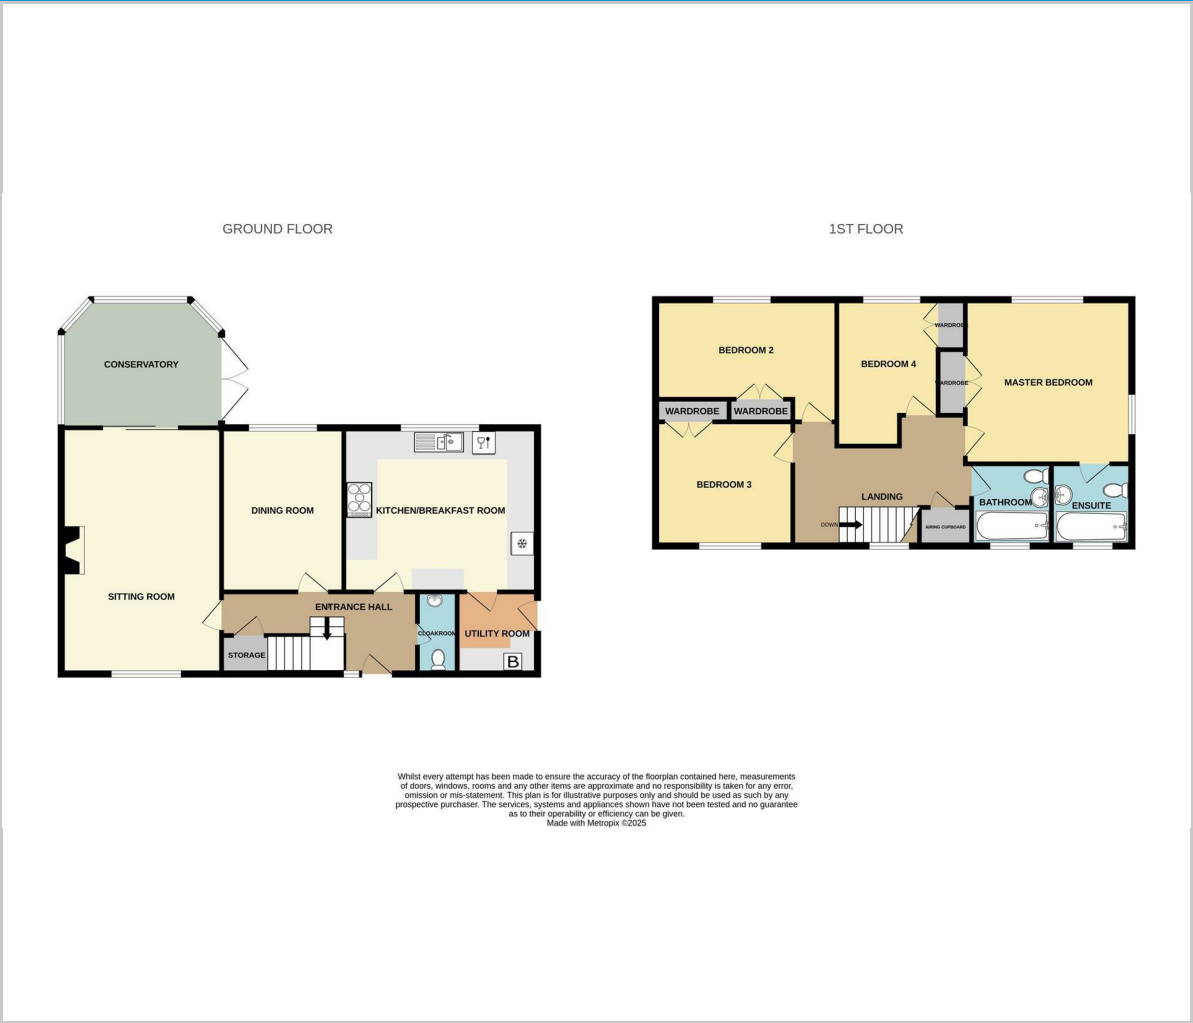 GROUND FLOOR
1ST FLOOR
CONSERVATORY
SITTING ROOM
DINING ROOM
KITCHEN/BREAKFAST ROOM
ENTRANCE HALL
UP
STORAGE
CLOAKROOM
UTILITY ROOM
B
BEDROOM 2
BEDROOM 4
WARDROBE
WARDROBE
MASTER BEDROOM
WARDROBE
WARDROBE
BEDROOM 3
LANDING
DOWN
AIRING CUPBOARD
BATHROOM
ENSUITE
Whilst every attempt has been made to ensure the accuracy of the floorplan contained here, measurements
of doors, windows, rooms and any other items are approximate and no responsibility is taken for any error,
omission or mis-statement. This plan is for illustrative purposes only and should be used as such by any
prospective purchaser. The services, systems and appliances shown have not been tested and no guarantee
as to their operability or efficiency can be given.
Made with Metropix ©2025